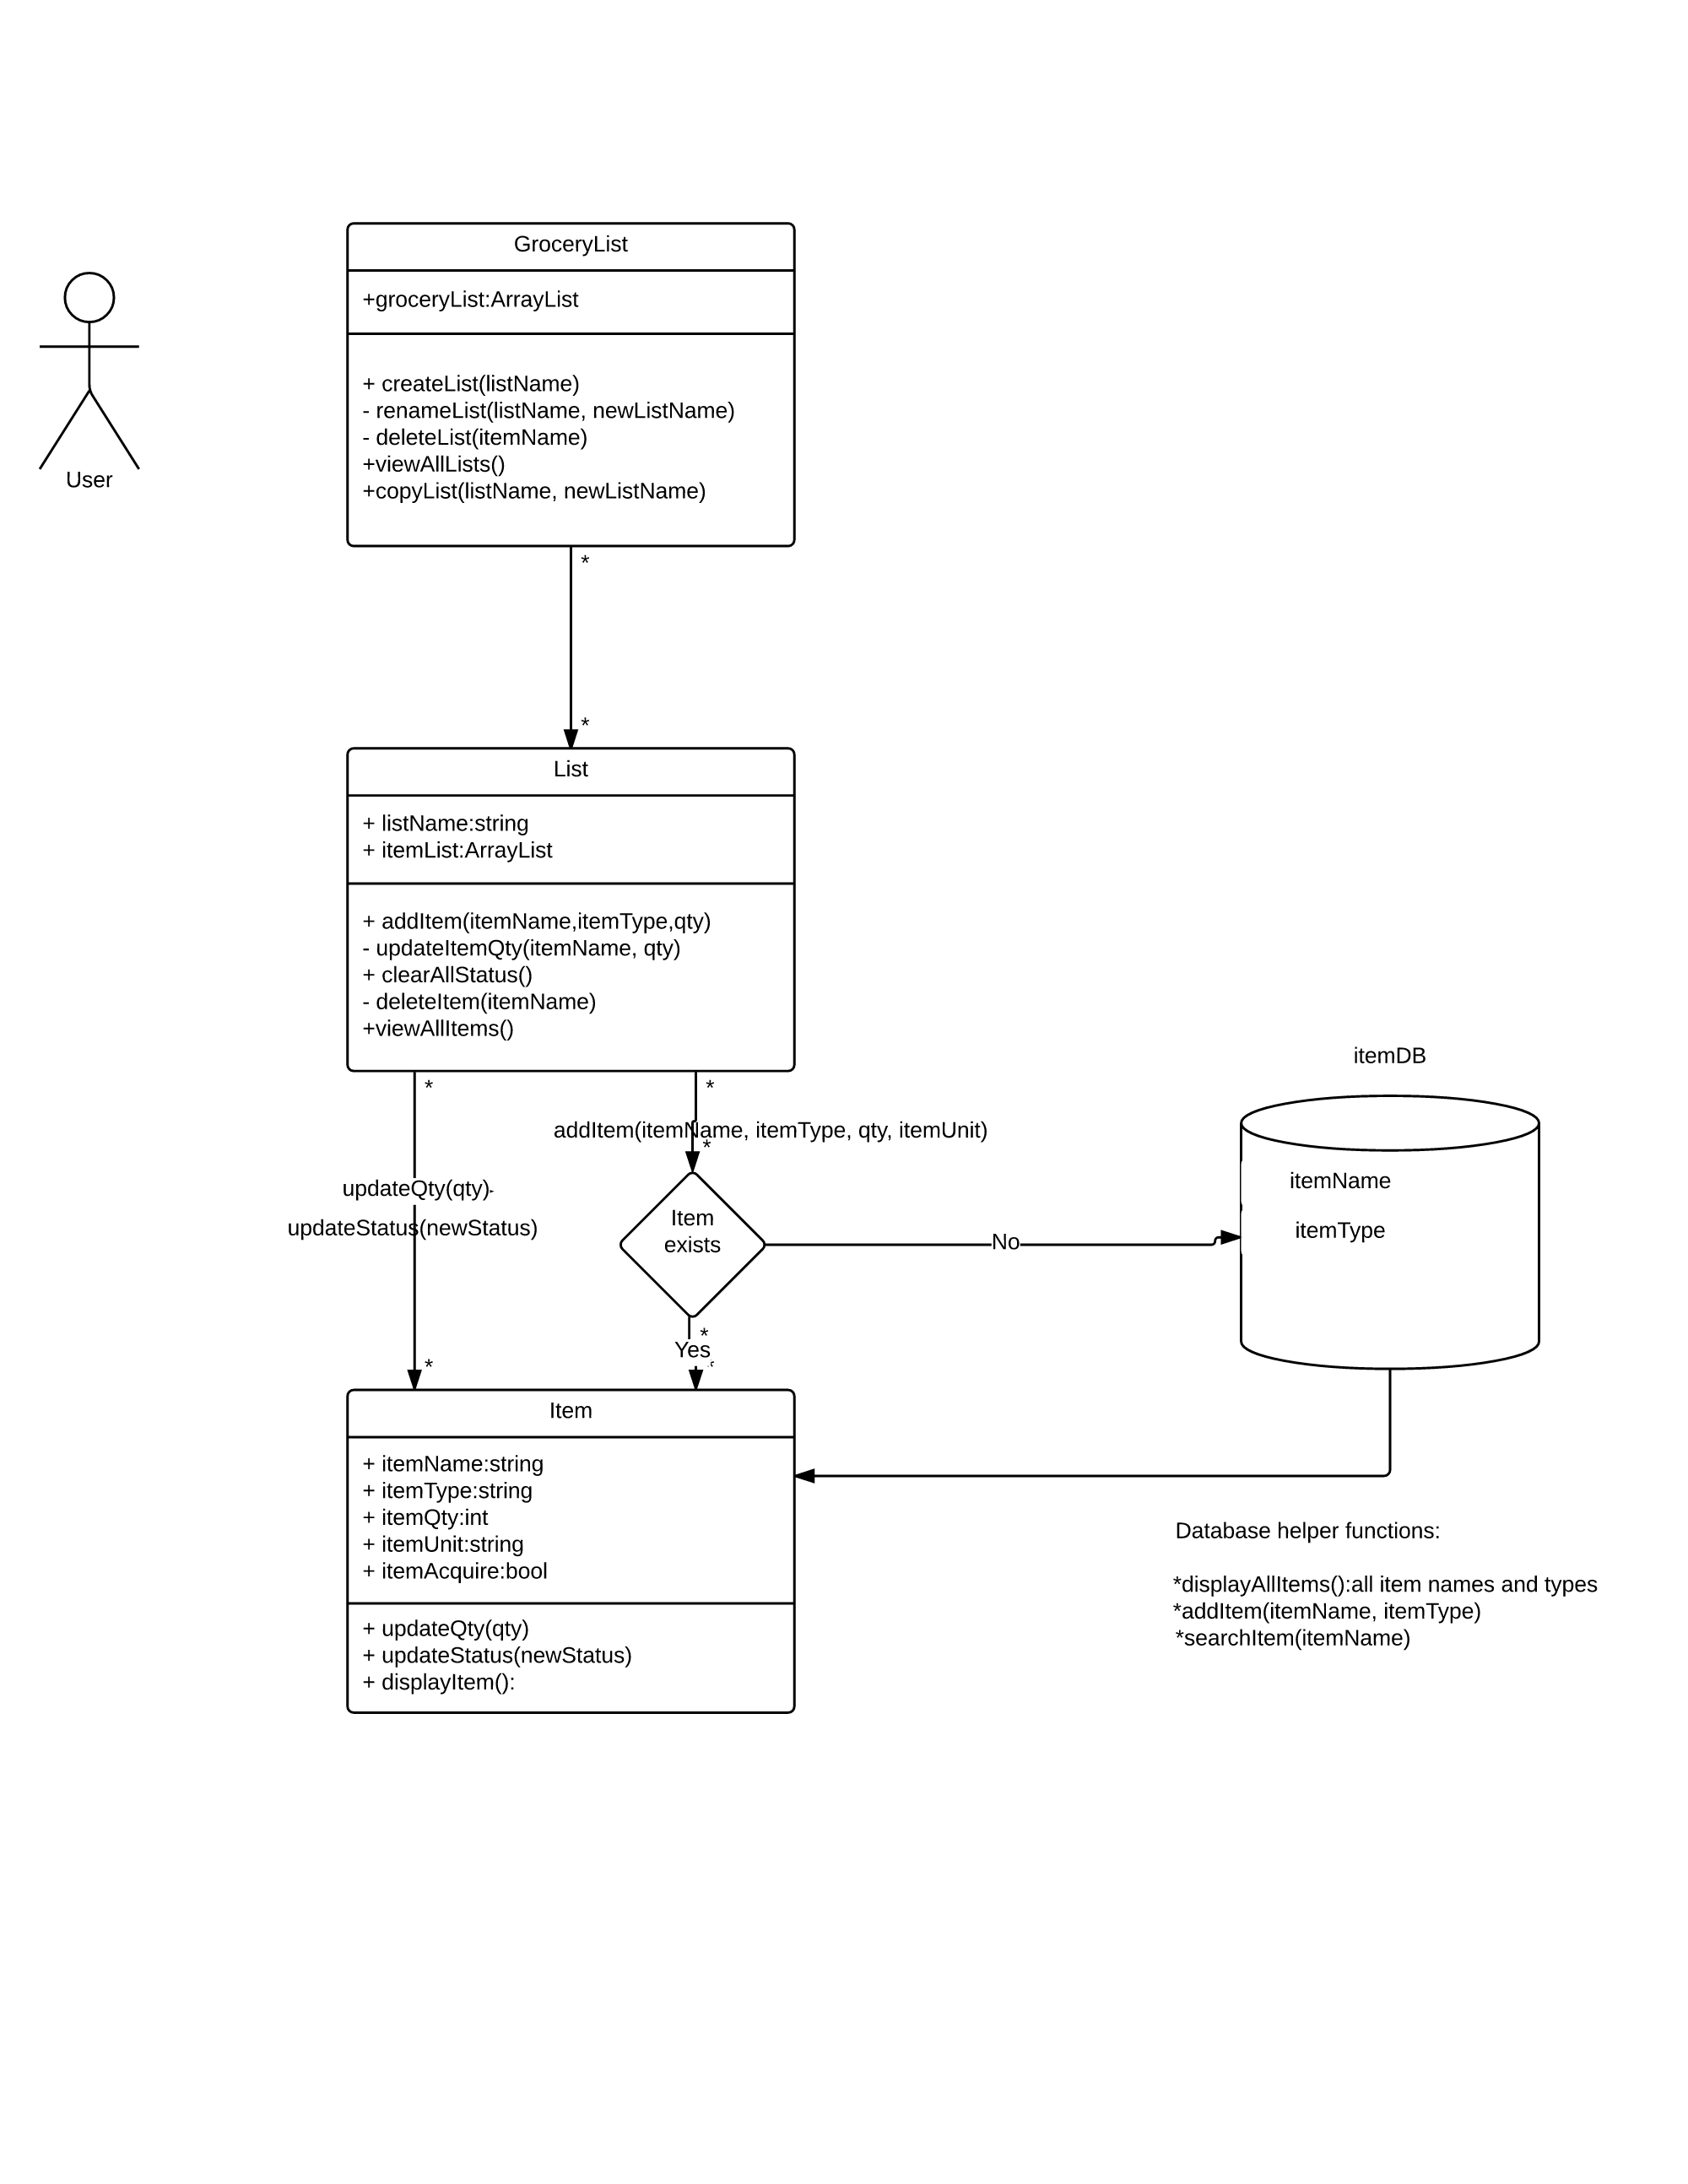 GroceryList
+groceryList:ArrayList
+ createList(listName)
- renameList(listName, newListName)
- deleteList(itemName)
+viewAllLists()
+copyList(listName, newListName)
User
*
*
List
+ listName:string
+ itemList:ArrayList
+ addItem(itemName,itemType,qty)
- updateItemQty(itemName, qty)
+ clearAllStatus()
- deleteItem(itemName)
+viewAllItems()
*
*
addItem(itemName, itemType, qty, itemUnit)
*
updateQty(qty)
updateStatus(newStatus)
Item
exists
No
itemDB
itemName
itemType
*
Yes
*
Item
+ itemName:string
+ itemType:string
+ itemQty:int
+ itemUnit:string
+ itemAcquire:bool
+ updateQty(qty)
+ updateStatus(newStatus)
+ displayItem():
Database helper functions:
*displayAllItems():all item names and types
*addItem(itemName, itemType)
*searchItem(itemName)